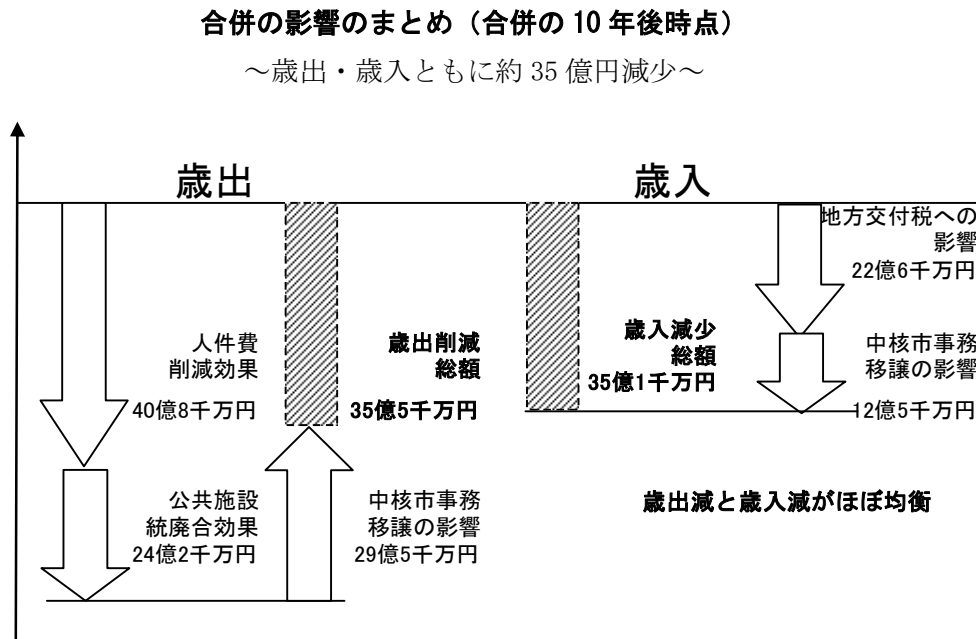 合併の影響のまとめ（合併の 10 年後時点）
～歳出・歳入ともに約 35 億円減少～
歳出
人件費
削減効果
40億8千万円
歳出削減
総額
35億5千万円
公共施設
統廃合効果
24億2千万円
中核市事務
移譲の影響
29億5千万円
歳入
歳入減少
総額
35億1千万円
地方交付税への
影響
22億6千万円
中核市事務
移譲の影響
12億5千万円
歳出減と歳入減がほぼ均衡